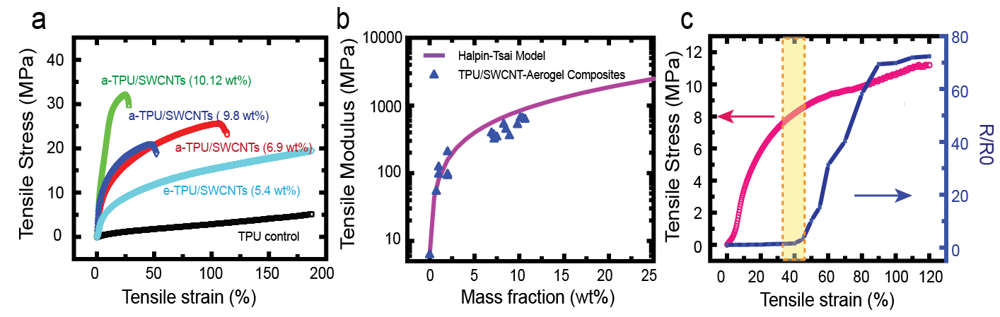 a
Tensile Stress (MPa)
40
30
20
10
0
a-TPU/SWCNTs (10.12 wt%)
a-TPU/SWCNTs ( 9.8 wt%)
a-TPU/SWCNTs (6.9 wt%)
e-TPU/SWCNTs (5.4 wt%)
TPU control
0 50 100 150 200
Tensile strain (%)
b
Tensile Modulus (MPa)
10000
1000
100
10
Halpin-Tsai Model
TPU/SWCNT-Aerogel Composites
0 5 10 15 20 25
Mass fraction (wt%)
c
Tensile Stress (MPa)
12
10
8
6
4
2
0
80
60
40
20
0
R/R0
0 20 40 60 80 100 120
Tensile strain (%)